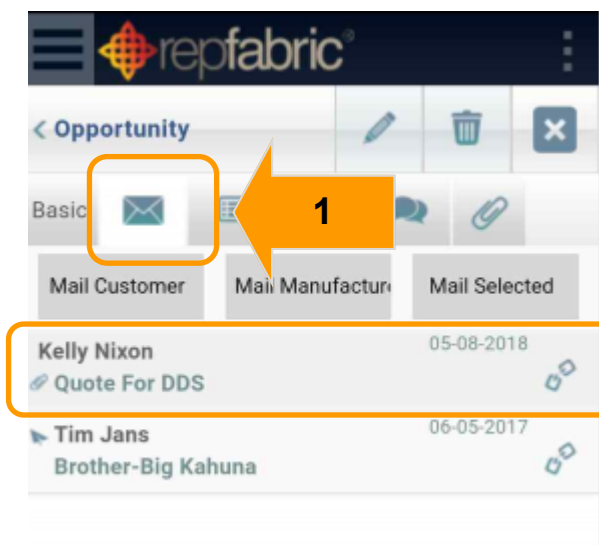 repfabric®
< Opportunity
Basic
1
Mail Customer Mail Manufacture Mail Selected
Kelly Nixon 05-08-2018
Quote For DDS
Tim Jans 06-05-2017
Brother-Big Kahuna